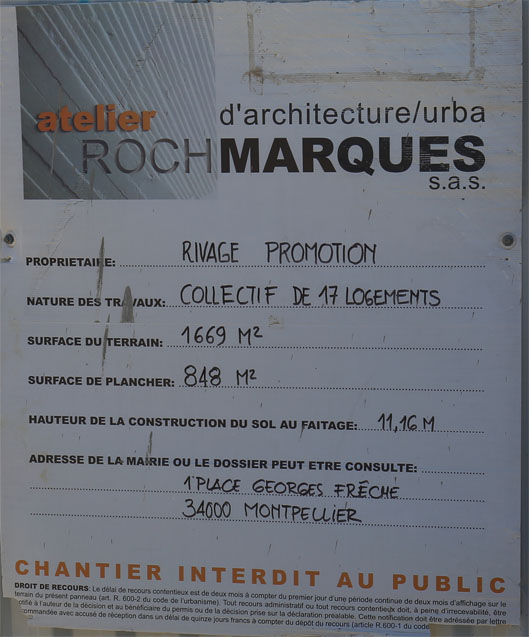 atelier d'architecture/urba
ROCHMARQUES
s.a.s.
PROPRIETAIRE: RIVAGE PROMOTION
NATURE DES TRAVAUX: COLLECTIF DE 17 LOGEMENTS
SURFACE DU TERRAIN: 1669 M²
SURFACE DE PLANCHER: 848 M²
HAUTEUR DE LA CONSTRUCTION DU SOL AU FAITAGE: 11,16 M
ADRESSE DE LA MAIRIE OU LE DOSSIER PEUT ETRE CONSULTE:
1 PLACE GEORGES FRÊCHE
34000 MONTPELLIER
CHANTIER INTERDIT AU PUBLIC
DROIT DE RECOURS: Le délai de recours contentieux est de deux mois à compter du premier jour d'une période continue de deux mois d'affichage sur le
terrain du présent panneau (art. R. 600-2 du code de l'urbanisme). Tout recours administratif ou tout recours contentieux doit, à peine d'irrecevabilité, être
notifié à l'auteur de la décision et au bénéficiaire du permis ou de la décision prise sur la déclaration préalable. Cette notification doit être adressée par lettre
commandée avec accusé de réception dans un délai de quinze jours francs à compter du dépôt du recours (article R.600-1 du code